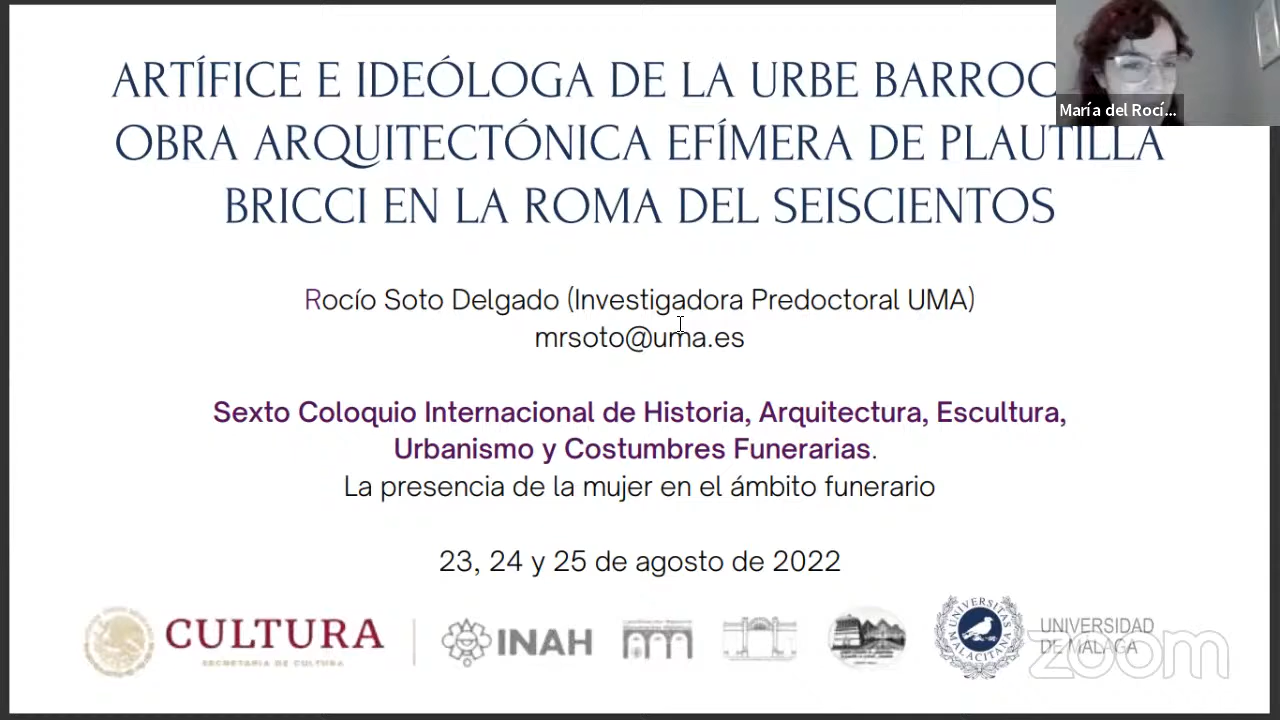 ARTÍFICE E IDEÓLOGA DE LA URBE BARROC
María del Rocí...
OBRA ARQUITECTÓNICA EFÍMERA DE PLAUTILLA
BRICCI EN LA ROMA DEL SEISCIENTOS
Rocío Soto Delgado (Investigadora Predoctoral UMA)
mrsoto@uma.es
Sexto Coloquio Internacional de Historia, Arquitectura, Escultura,
Urbanismo y Costumbres Funerarias.
La presencia de la mujer en el ámbito funerario
23, 24 y 25 de agosto de 2022
CULTURA
SECRETARÍA DE CULTURA
INAH
UNIVERSITAS MALACITANA
UNIVERSIDAD
DE MÁLAGA
zoom